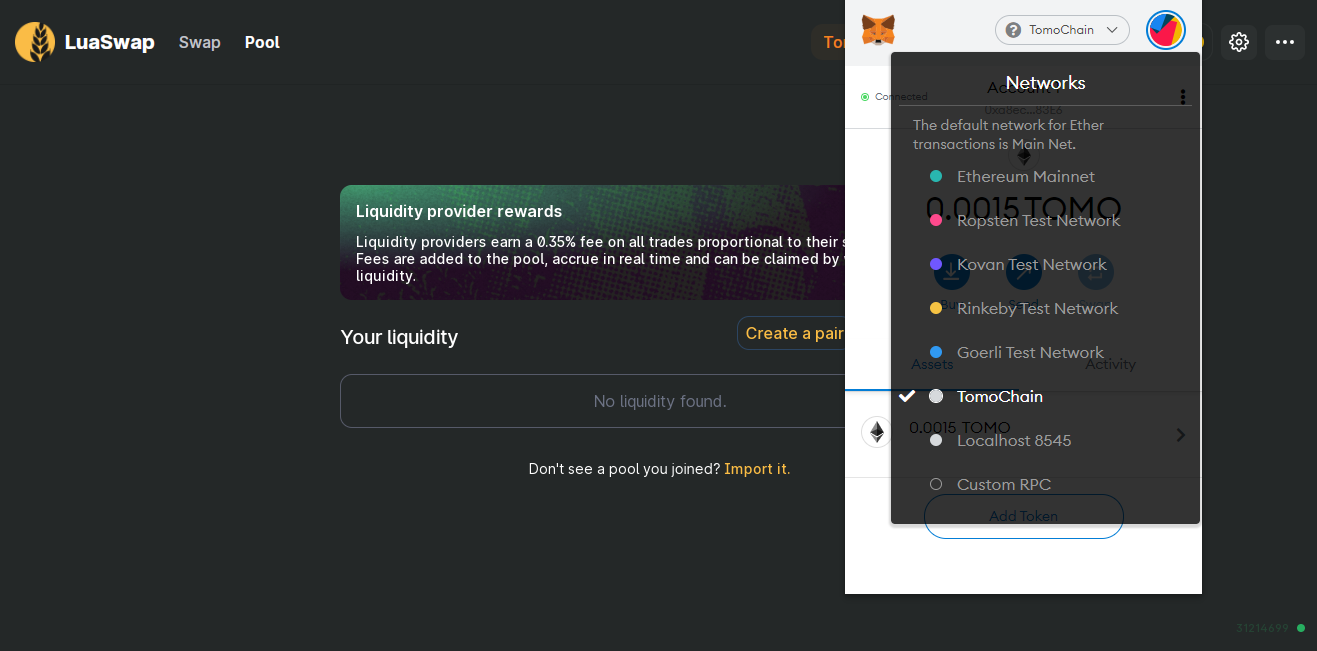 LuaSwap
Swap
Pool
TomoChain
Connected
Networks
0xa8ec...B3E6
The default network for Ether
transactions is Main Net.
Ethereum Mainnet
0.0015 TOMO
Ropsten Test Network
Kovan Test Network
Rinkeby Test Network
Goerli Test Network
Assets
Activity
TomoChain
0.0015 TOMO
Localhost 8545
Custom RPC
Add Token
Liquidity provider rewards
Liquidity providers earn a 0.35% fee on all trades proportional to their
Fees are added to the pool, accrue in real time and can be claimed by
liquidity.
Your liquidity
Create a pair
No liquidity found.
Don't see a pool you joined? Import it.
31214699